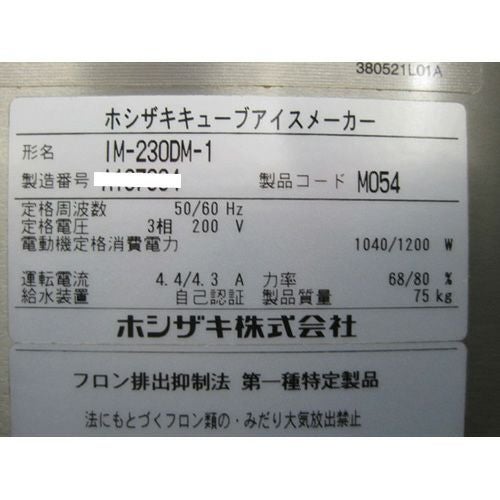 380521L01A
ホシザキキューブアイスメーカー
形名 IM-230DM-1
製造番号
製品コード M054
定格周波数 50/60 Hz
定格電圧 3相 200 V
電動機定格消費電力 1040/1200 W
運転電流 4.4/4.3 A 力率 68/80 %
給水装置 自己認証 製品質量 75 kg
ホシザキ株式会社
フロン排出抑制法 第一種特定製品
法にもとづくフロン類の・みだり大気放出禁止